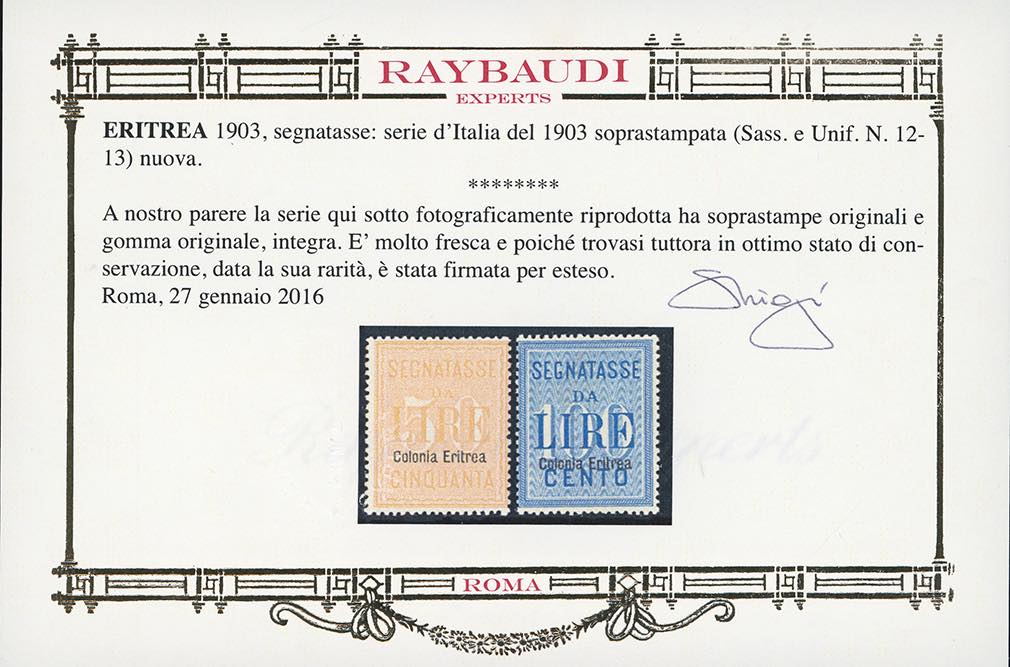 RAYBAUDI
EXPERTS
ERITREA 1903, segnatasse: serie d'Italia del 1903 soprastampata (Sass. e Unif. N. 12-
13) nuova.
********
A nostro parere la serie qui sotto fotograficamente riprodotta ha soprastampe originali e
gomma originale, integra. E' molto fresca e poiché trovasi tuttora in ottimo stato di con-
servazione, data la sua rarità, è stata firmata per esteso.
Roma, 27 gennaio 2016
SEGNATASSE
DA
50
LIRE
Colonia Eritrea
CINQUANTA
SEGNATASSE
DA
100
LIRE
Colonia Eritrea
CENTO
ROMA